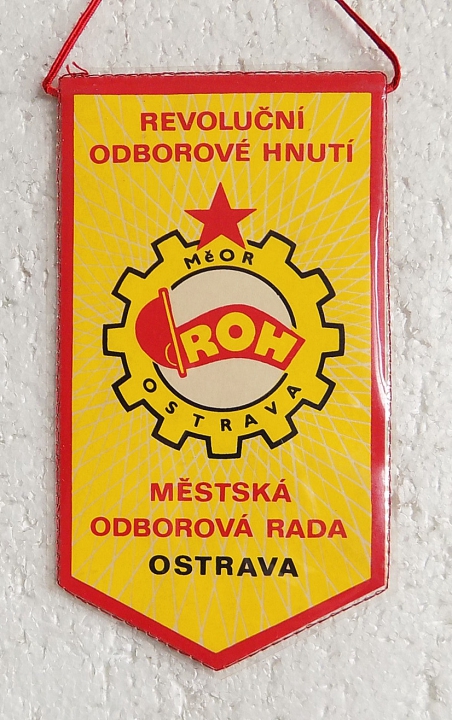 REVOLUČNÍ
ODBOROVÉ HNUTÍ
MěOR
ROH
OSTRAVA
MĚSTSKÁ
ODBOROVÁ RADA
OSTRAVA